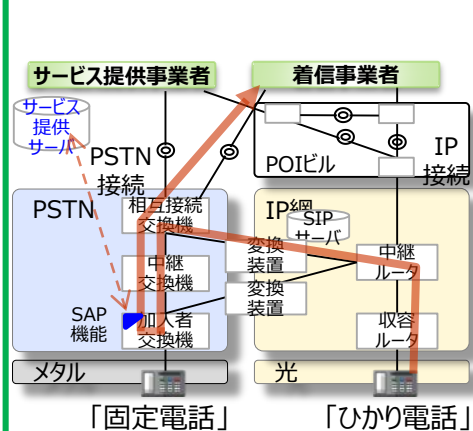 サービス提供事業者
着信事業者
サービス
提供
サーバ
PSTN
接続
POIビル
IP
接続
PSTN
相互接続
交換機
IP網
SIP
サーバ
変換
装置
中継
ルータ
中継
交換機
変換
装置
SAP
機能
加入者
交換機
収容
ルータ
メタル
光
「固定電話」
「ひかり電話」